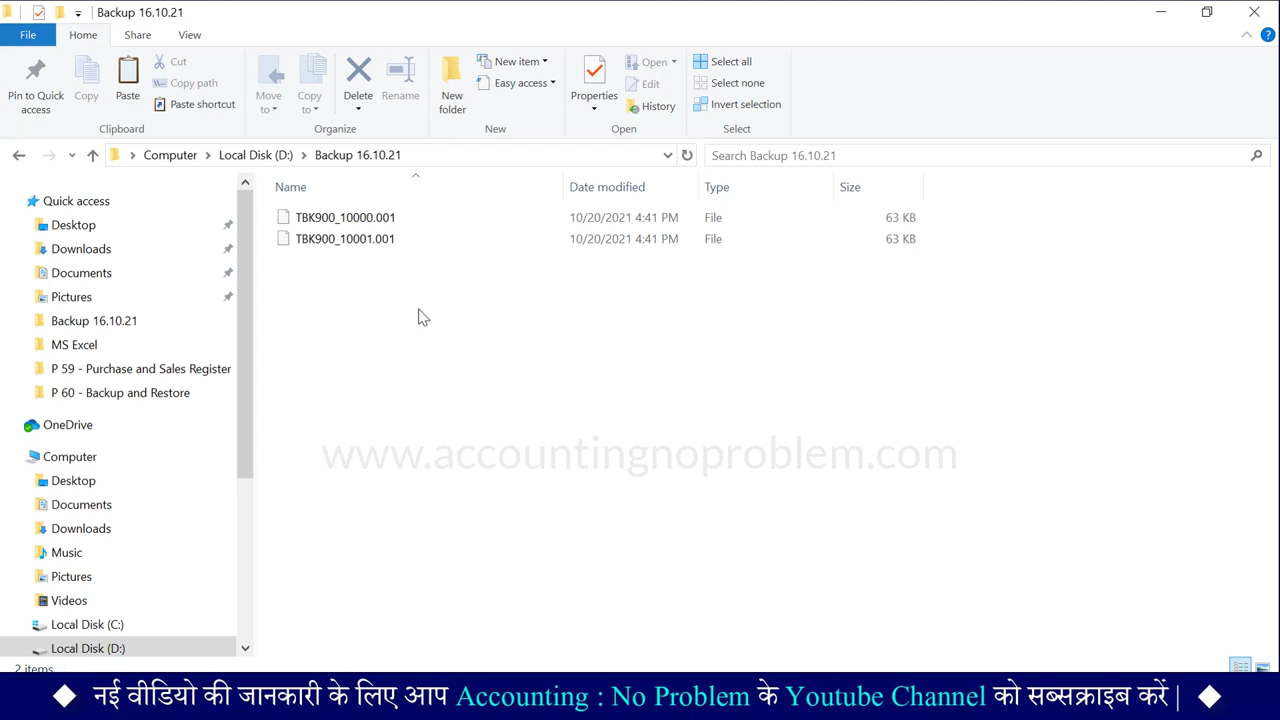 Backup 16.10.21
File Home Share View
Pin to Quick access
Copy
Paste
Cut
Copy path
Paste shortcut
Clipboard
Move to
Copy to
Delete
Rename
Organize
New folder
New item
Easy access
New
Properties
Open
Edit
History
Open
Select all
Select none
Invert selection
Select
Computer Local Disk (D:) Backup 16.10.21
Search Backup 16.10.21
Quick access
Desktop
Downloads
Documents
Pictures
Backup 16.10.21
MS Excel
P 59 - Purchase and Sales Register
P 60 - Backup and Restore
OneDrive
Computer
Desktop
Documents
Downloads
Music
Pictures
Videos
Local Disk (C:)
Local Disk (D:)
Name Date modified Type Size
TBK900_10000.001 10/20/2021 4:41 PM File 63 KB
TBK900_10001.001 10/20/2021 4:41 PM File 63 KB
www.accountingnoproblem.com
2 items
नई वीडियो की जानकारी के लिए आप Accounting : No Problem के Youtube Channel को सब्सक्राइब करें |